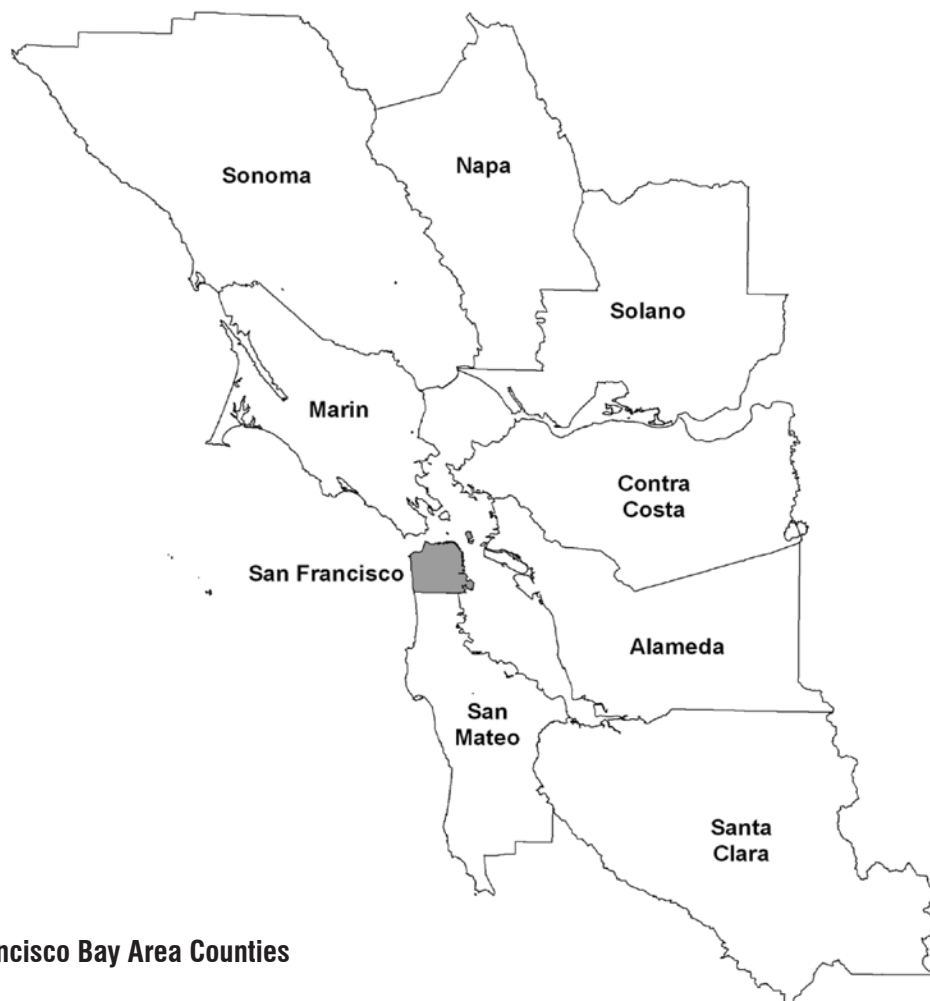 Napa
Sonoma
Solano
Marin
Contra
Costa
San Francisco
Alameda
San
Mateo
Santa
Clara
ncisco Bay Area Counties